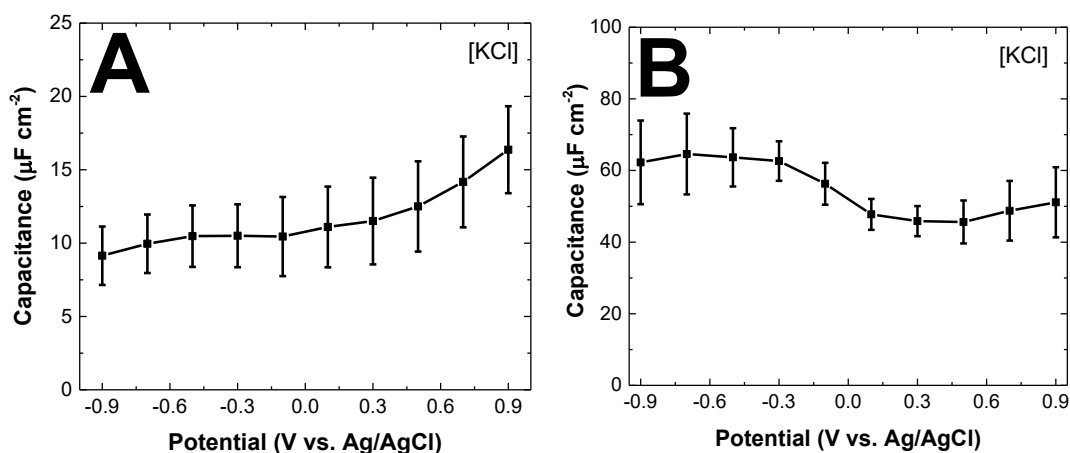 A
[KCl]
25
20
15
10
5
0
Capacitance (μF cm⁻²)
-0.9 -0.6 -0.3 0.0 0.3 0.6 0.9
Potential (V vs. Ag/AgCl)
B
[KCl]
100
80
60
40
20
0
Capacitance (μF cm⁻²)
-0.9 -0.6 -0.3 0.0 0.3 0.6 0.9
Potential (V vs. Ag/AgCl)